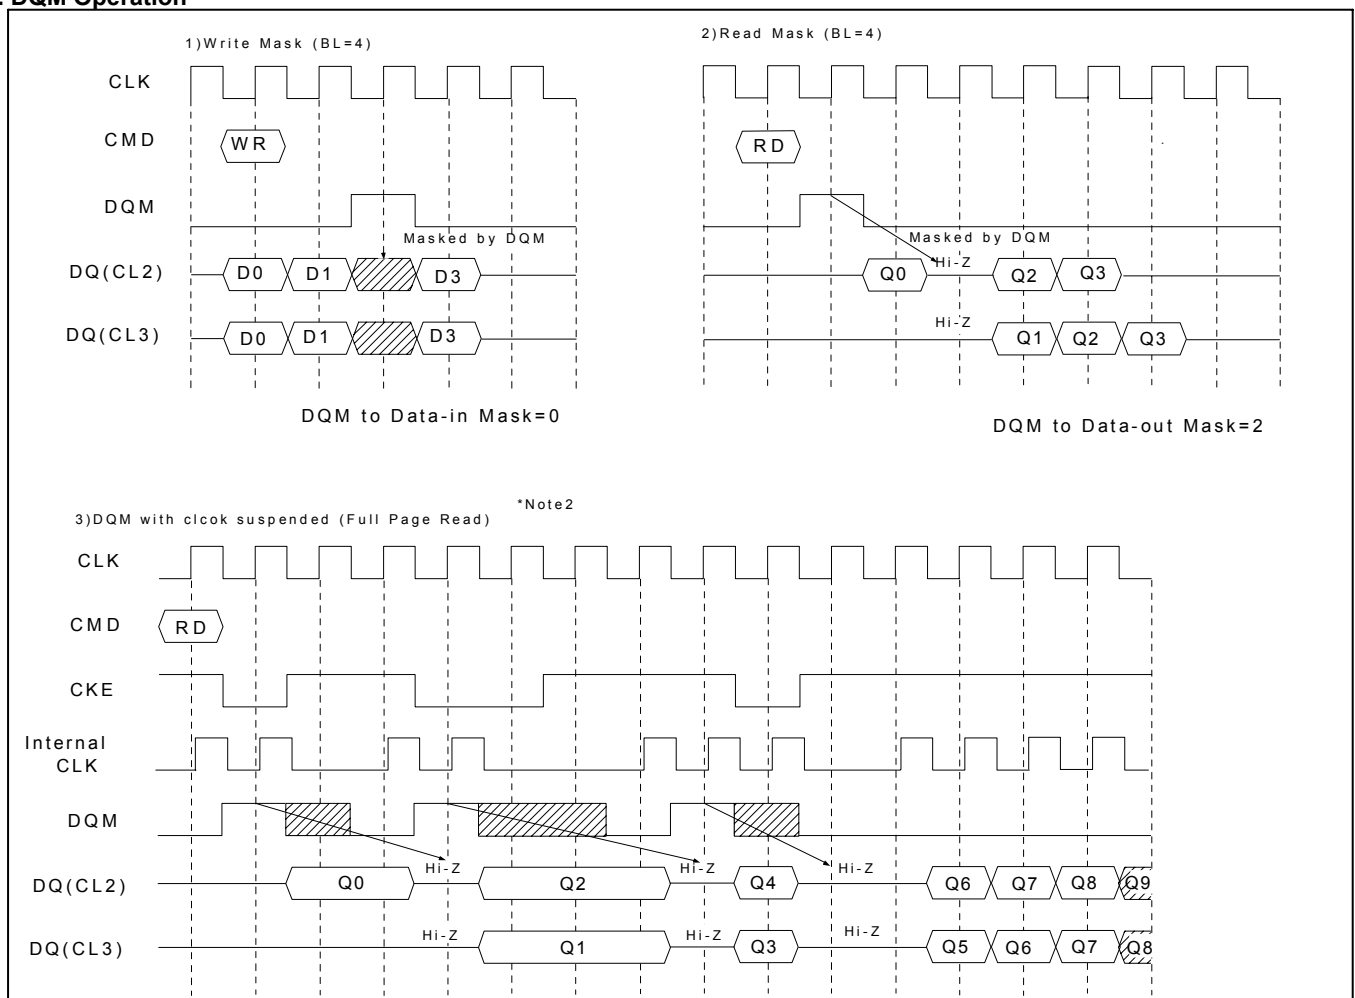 DQM Operation
1)Write Mask (BL=4)
CLK
CMD
WR
DQM
Masked by DQM
DQ(CL2)
D0 D1 D3
DQ(CL3)
D0 D1 D3
DQM to Data-in Mask=0
2)Read Mask (BL=4)
RD
Masked by DQM
Hi-Z
Q0 Q2 Q3
Hi-Z
Q1 Q2 Q3
DQM to Data-out Mask=2
*Note2
3)DQM with clcok suspended (Full Page Read)
CLK
CMD
RD
CKE
Internal
CLK
DQM
Hi-Z Hi-Z Hi-Z
DQ(CL2)
Q0 Q2 Q4 Q6 Q7 Q8 Q9
Hi-Z Hi-Z Hi-Z
DQ(CL3)
Q1 Q3 Q5 Q6 Q7 Q8